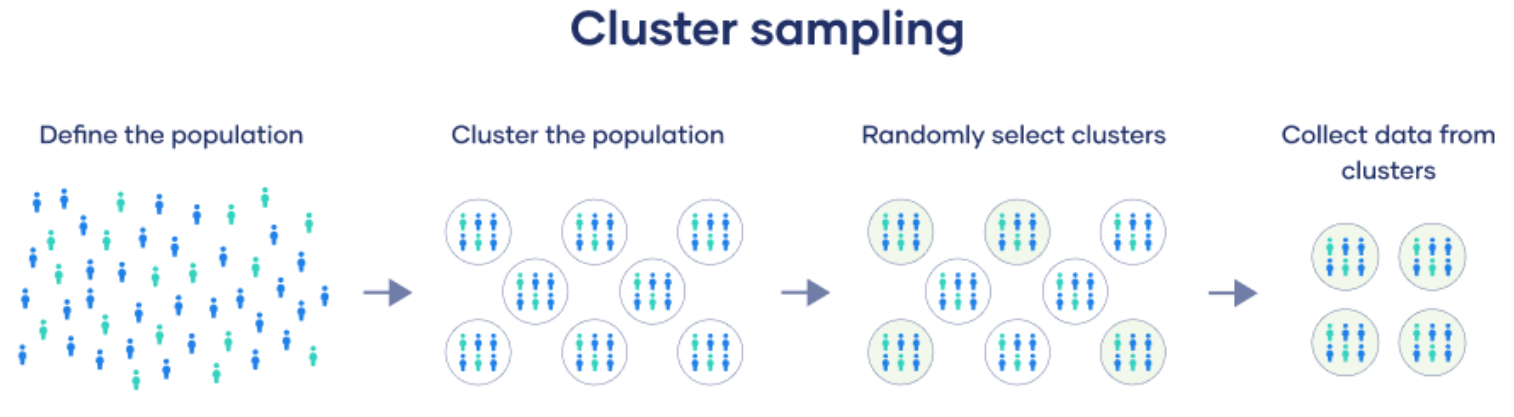 Cluster sampling
Define the population
Cluster the population
Randomly select clusters
Collect data from
clusters